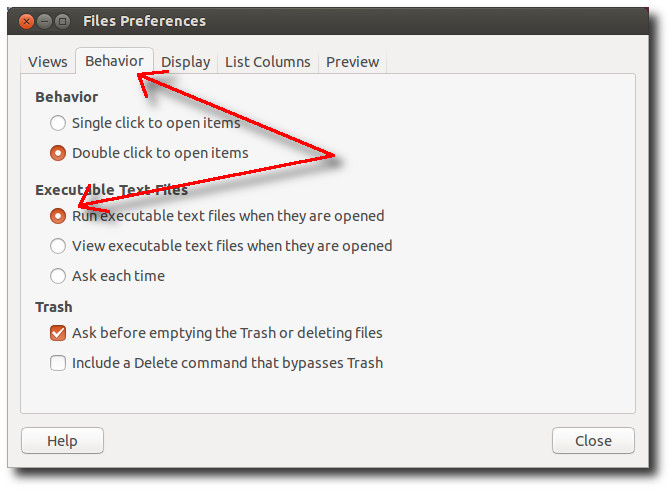 Files Preferences
Views Behavior Display List Columns Preview
Behavior
Single click to open items
Double click to open items
Executable Text Files
Run executable text files when they are opened
View executable text files when they are opened
Ask each time
Trash
Ask before emptying the Trash or deleting files
Include a Delete command that bypasses Trash
Help Close